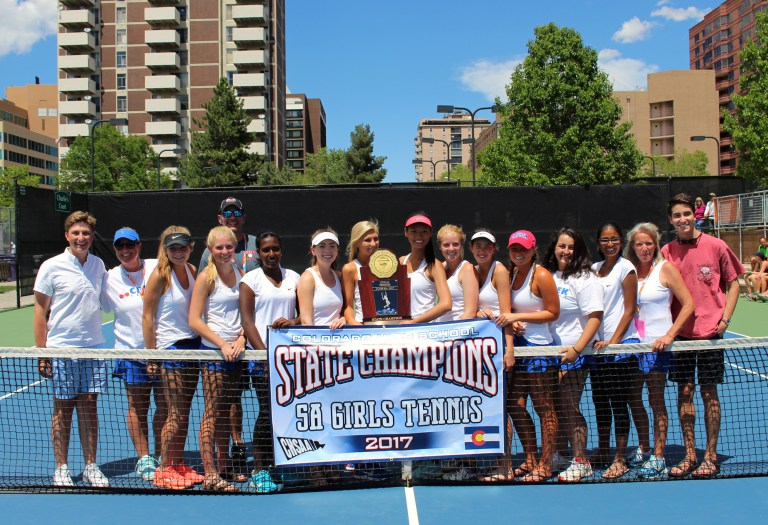 COLORADO HIGH SCHOOL
STATE CHAMPIONS
5A GIRLS TENNIS
CHSAA
2017